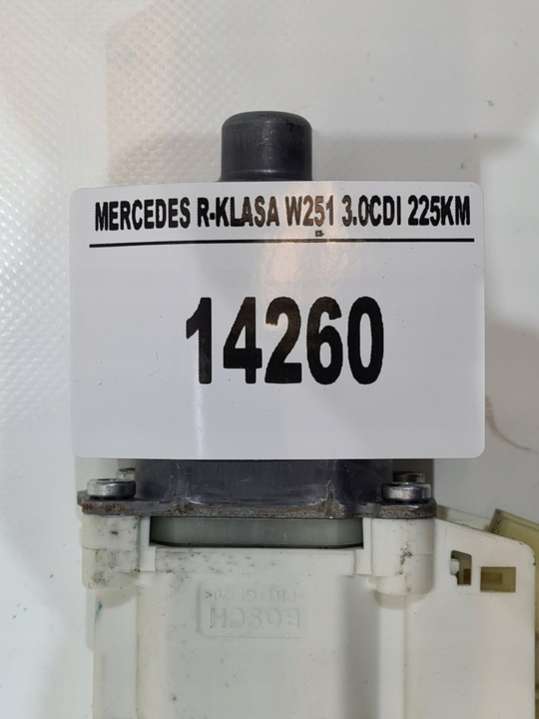 MERCEDES R-KLASA W251 3.0CDI 225KM
14260
BOSCH